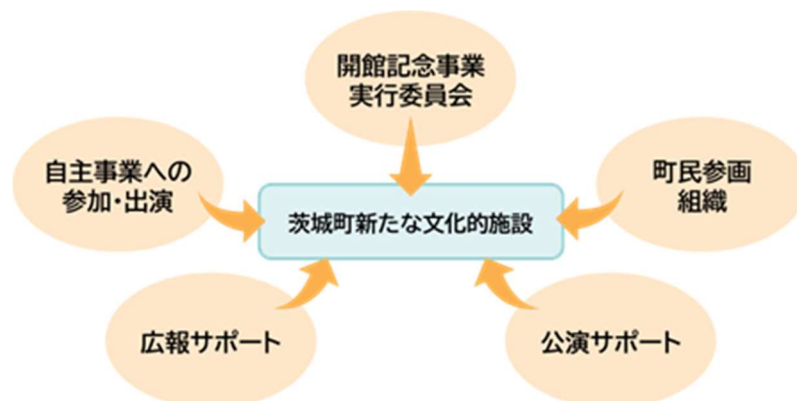 開館記念事業
実行委員会
自主事業への
参加・出演
町民参画
組織
茨城町新たな文化的施設
広報サポート
公演サポート